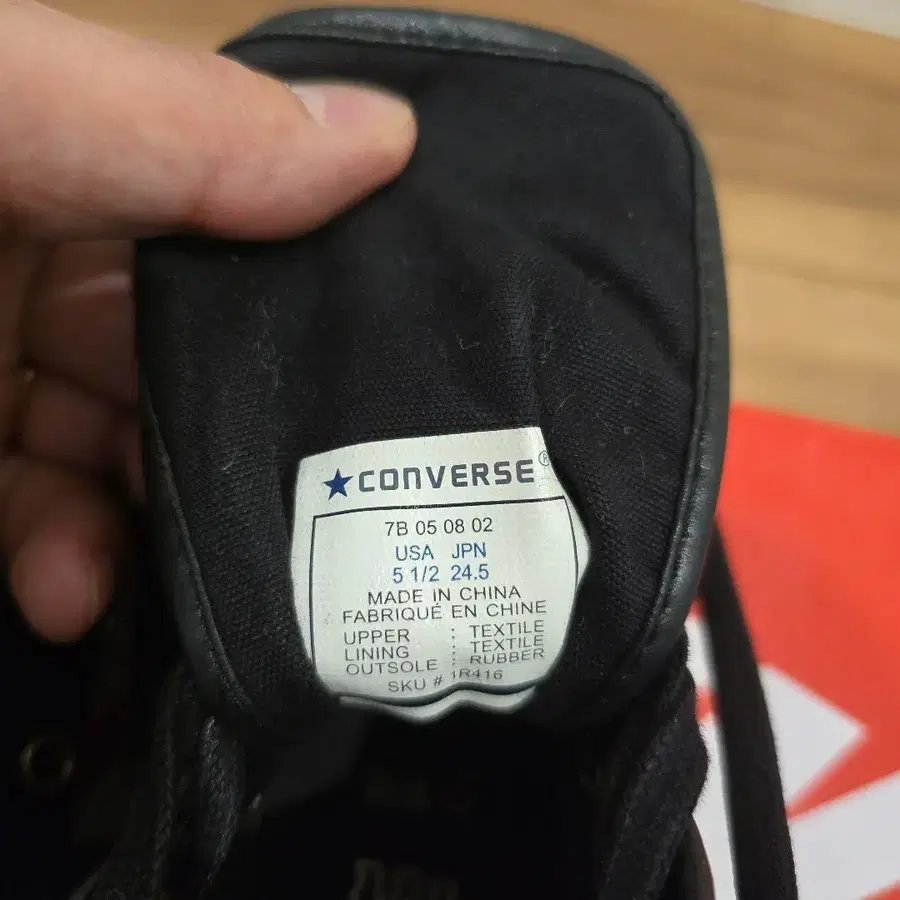 CONVERSE®
7B 05 08 02
USA JPN
5 1/2 24.5
MADE IN CHINA
FABRIQUÉ EN CHINE
UPPER : TEXTILE
LINING : TEXTILE
OUTSOLE : RUBBER
SKU # 1R416